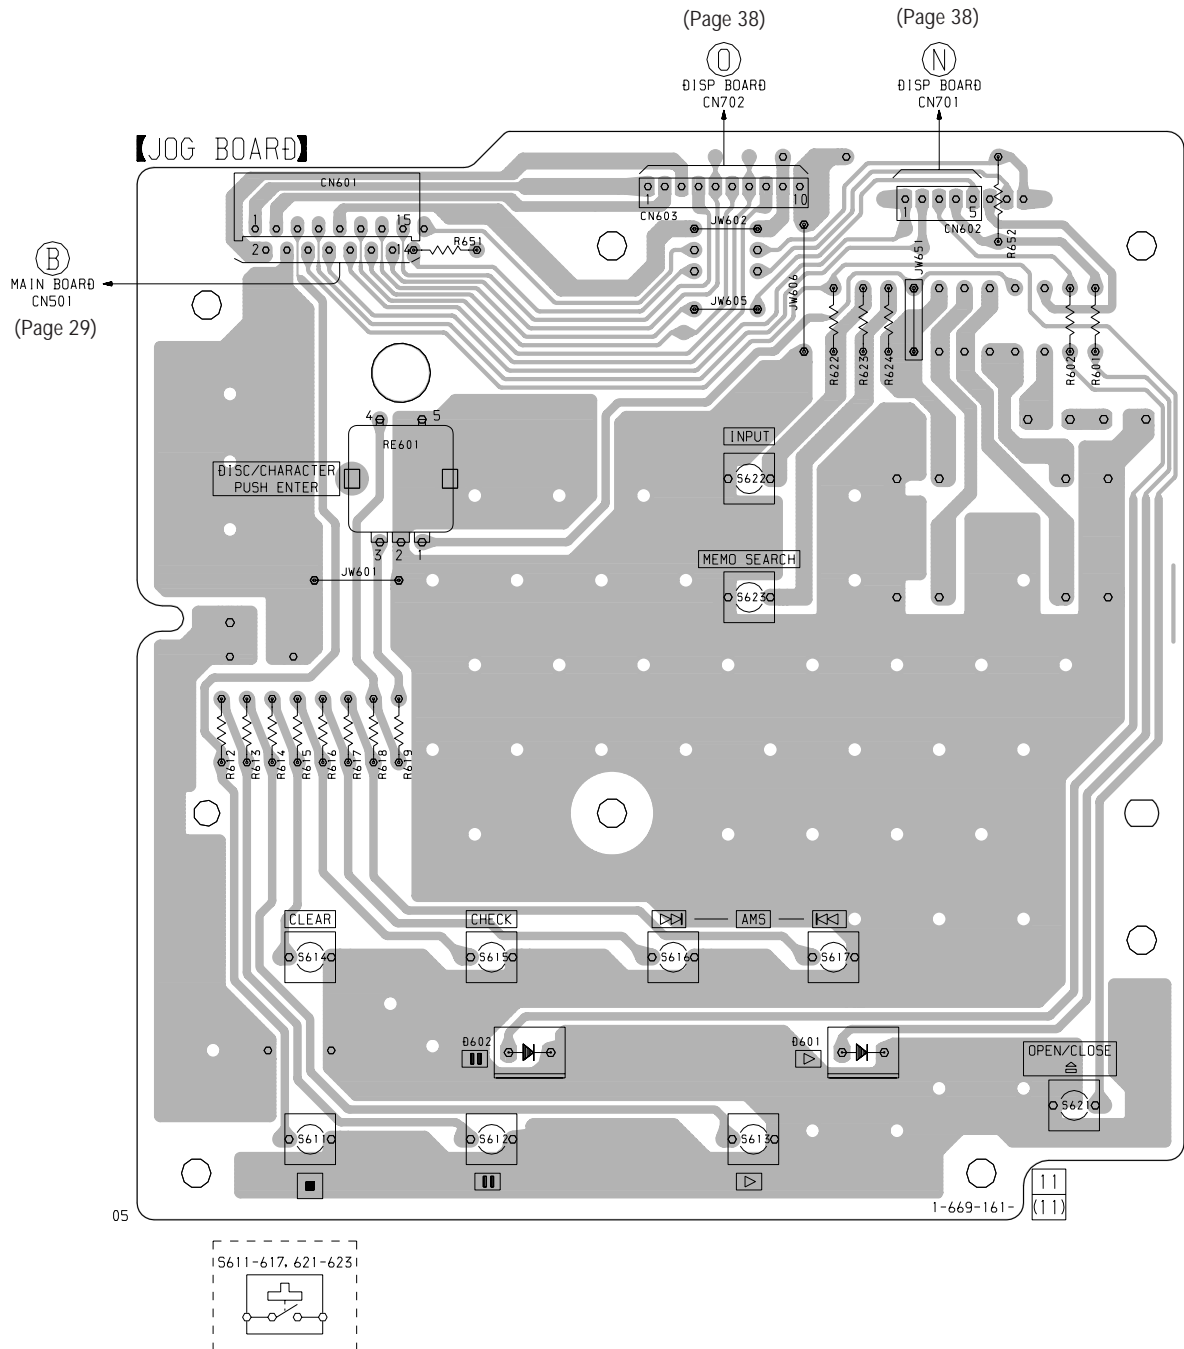 (Page 38)
(Page 38)
O
N
DISP BOARD
CN702
DISP BOARD
CN701
【JOG BOARD】
CN601
1
15
2
14
R651
CN603
1
10
JW602
JW605
JW606
1
5
CN602
R652
JW651
B
MAIN BOARD
CN501
(Page 29)
R622
R623
R624
R602
R601
4
5
RE601
DISC/CHARACTER
PUSH ENTER
3
2
1
JW601
INPUT
S622
MEMO SEARCH
S623
R612
R613
R614
R615
R616
R617
R618
R619
CLEAR
CHECK
AMS
S614
S615
S616
S617
D602
D601
OPEN/CLOSE
S621
S611
S612
S613
05
1-669-161-
11
(11)
S611-617, 621-623